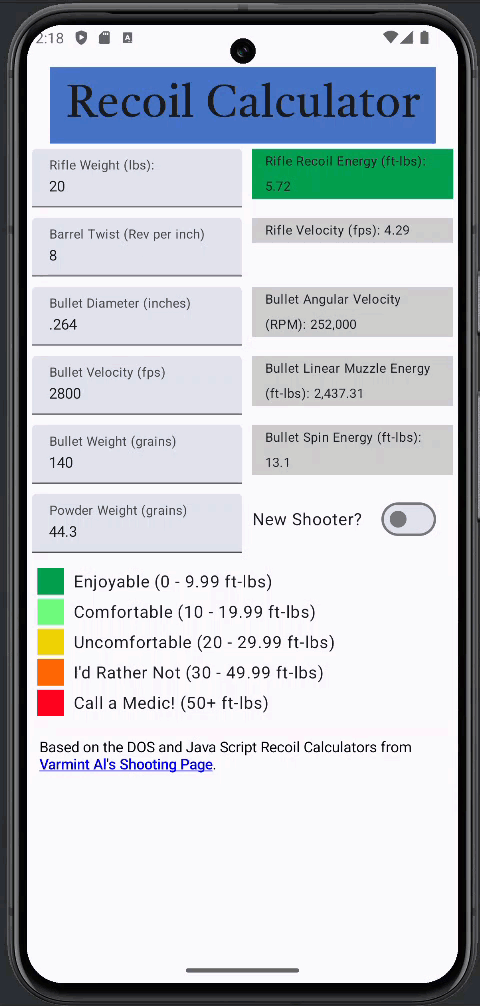 2:18
Recoil Calculator
Rifle Weight (lbs):
20
Rifle Recoil Energy (ft-lbs):
5.72
Barrel Twist (Rev per inch)
8
Rifle Velocity (fps): 4.29
Bullet Diameter (inches)
.264
Bullet Angular Velocity
(RPM): 252,000
Bullet Velocity (fps)
2800
Bullet Linear Muzzle Energy
(ft-lbs): 2,437.31
Bullet Weight (grains)
140
Bullet Spin Energy (ft-lbs):
13.1
Powder Weight (grains)
44.3
New Shooter?
Enjoyable (0 - 9.99 ft-lbs)
Comfortable (10 - 19.99 ft-lbs)
Uncomfortable (20 - 29.99 ft-lbs)
I'd Rather Not (30 - 49.99 ft-lbs)
Call a Medic! (50+ ft-lbs)
Based on the DOS and Java Script Recoil Calculators from
Varmint Al's Shooting Page.